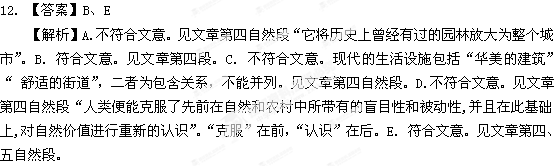 12. 【答案】B、E
【解析】A.不符合文意。见文章第四自然段“它将历史上曾经有过的园林放大为整个城
市”。B. 符合文意。见文章第四段。C. 不符合文意。现代的生活设施包括“华美的建筑”
“ 舒适的街道”，二者为包含关系，不能并列。见文章第四自然段。D.不符合文意。见文章
第四自然段“人类便能克服了先前在自然和农村中所带有的盲目性和被动性,并且在此基础
上,对自然价值进行重新的认识”。“克服”在前，“认识”在后。E. 符合文意。见文章第四、
五自然段。